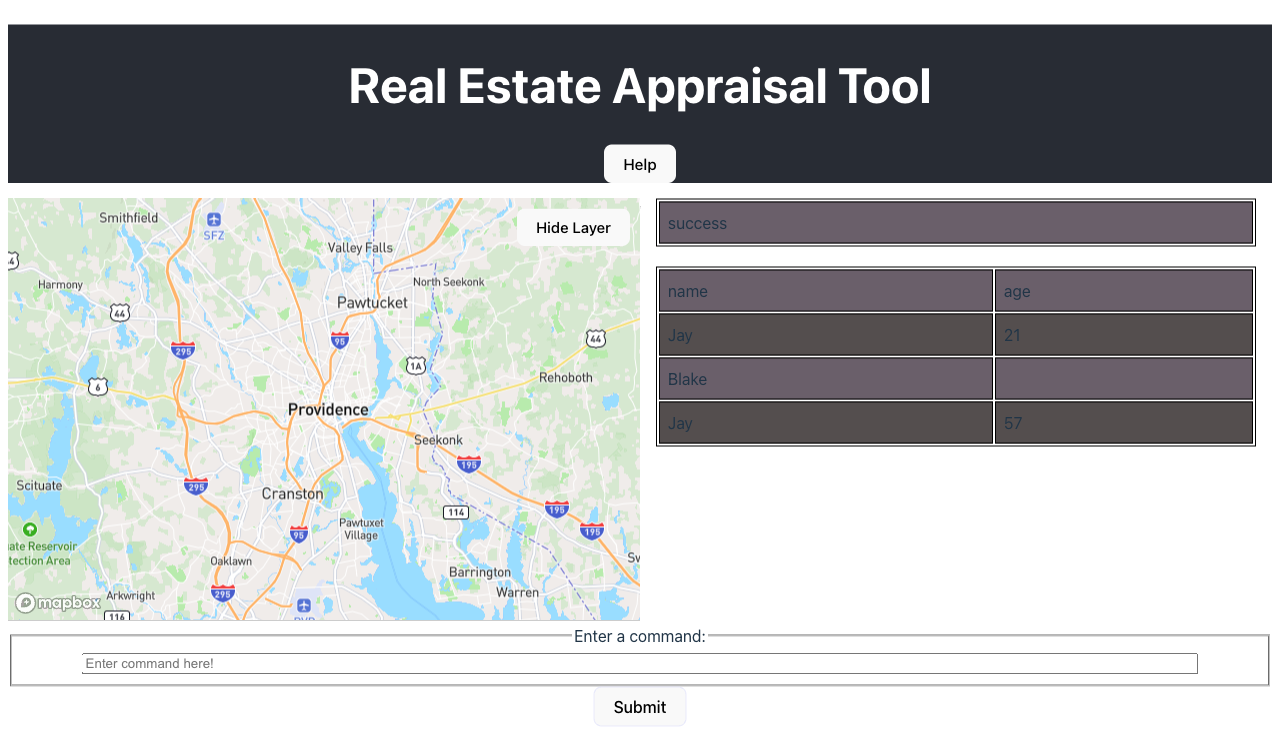 Real Estate Appraisal Tool
Help
Hide Layer
Smithfield
SFZ
Valley Falls
Harmony
North Seekonk
44
Pawtucket
295
95
44
1A
6
Rehoboth
Providence
Seekonk
195
Scituate
295
Cranston
114
195
Pawtuxet
Village
95
195
Reservoir
Oaklawn
Barrington
Area
295
Warren
mapbox
Arkwright
116
success
name age
Jay 21
Blake
Jay 57
Enter a command:
Enter command here!
Submit